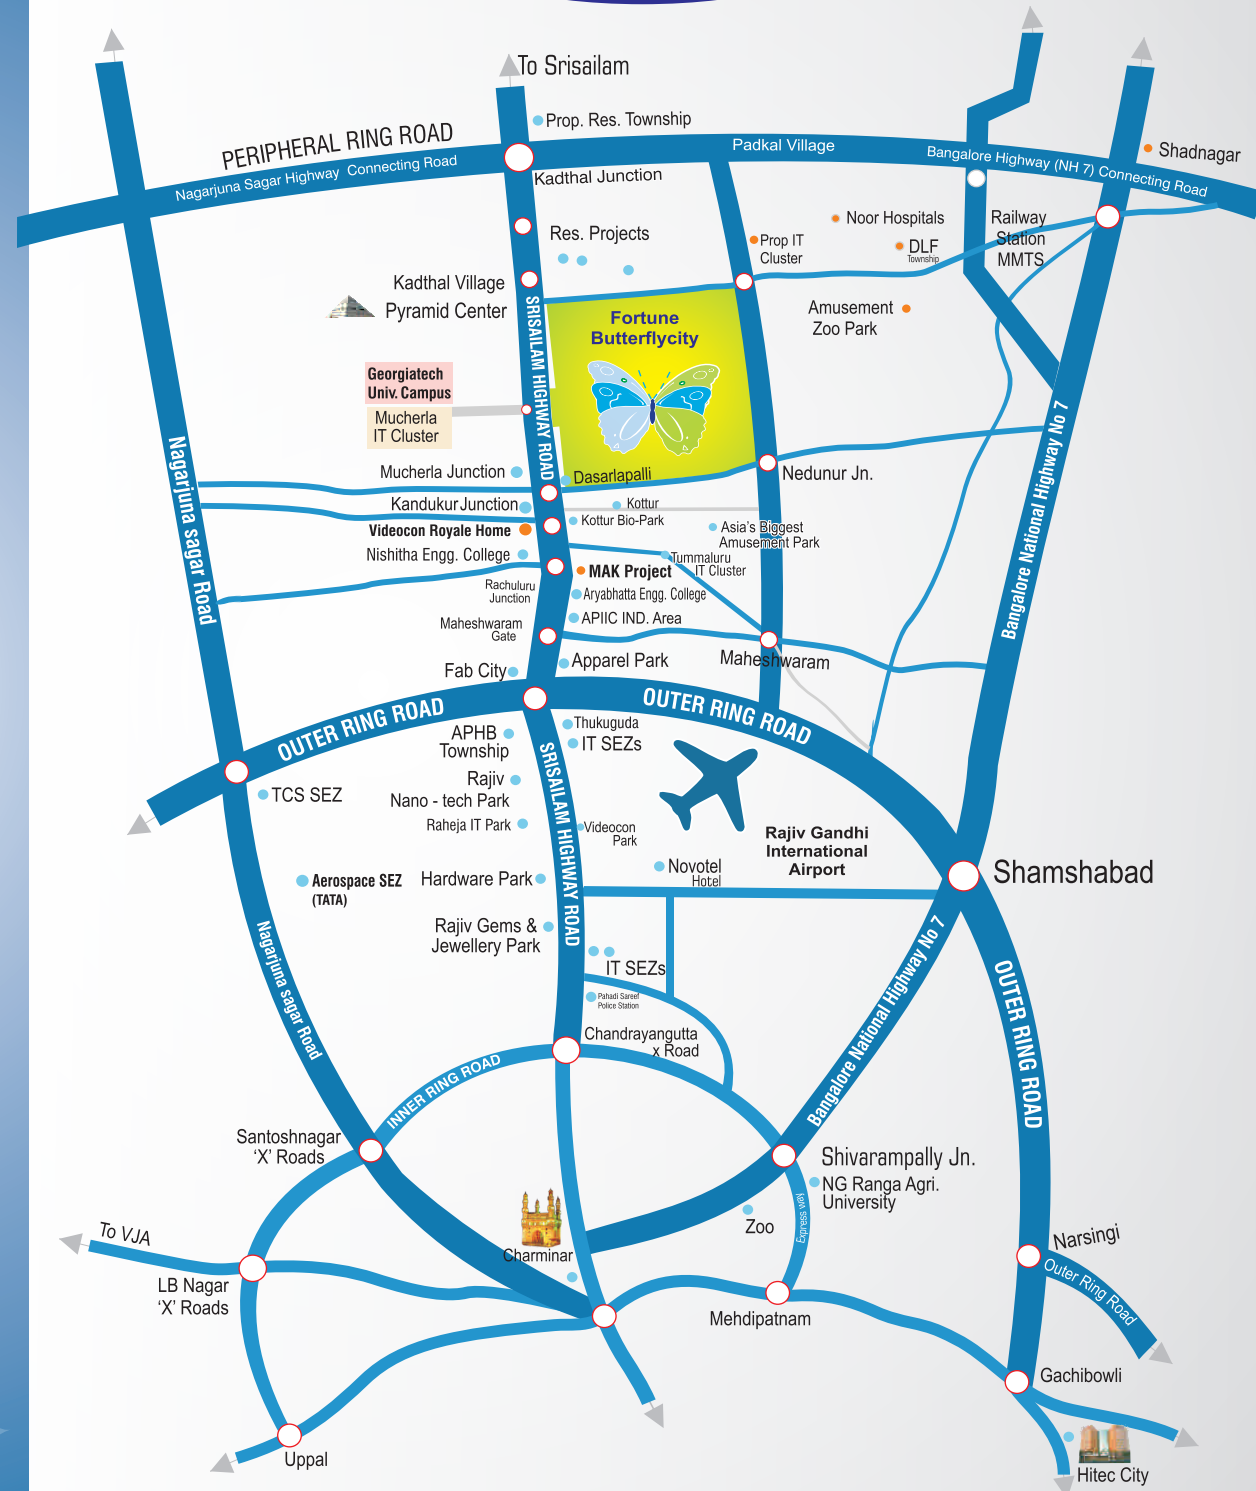 To Srisailam
Prop. Res. Township
PERIPHERAL RING ROAD
Nagarjuna Sagar Highway Connecting Road
Padkal Village
Bangalore Highway (NH 7) Connecting Road
Shadnagar
Kadthal Junction
Res. Projects
Noor Hospitals
Railway
Station
MMTS
Prop IT
Cluster
DLF
Township
Kadthal Village
Pyramid Center
Amusement
Zoo Park
Fortune
Butterflycity
SRISAILAM HIGHWAY ROAD
Georgiatech
Univ. Campus
Mucherla
IT Cluster
Nagarjuna sagar Road
Bangalore National Highway No 7
Mucherla Junction
Dasarlapalli
Nedunur Jn.
Kandukur Junction
Kottur
Kottur Bio-Park
Videocon Royale Home
Asia's Biggest
Amusement Park
Nishitha Engg. College
Tummaluru
IT Cluster
MAK Project
Rachuluru
Junction
Aryabhatta Engg. College
APIIC IND. Area
Maheshwaram
Gate
Fab City
Apparel Park
Maheshwaram
OUTER RING ROAD
OUTER RING ROAD
Thukuguda
IT SEZs
APHB
Township
SRISAILAM HIGHWAY ROAD
Rajiv
Nano - tech Park
TCS SEZ
Raheja IT Park
Videocon
Park
Rajiv Gandhi
International
Airport
Novotel
Hotel
Shamshabad
Aerospace SEZ
(TATA)
Hardware Park
Rajiv Gems &
Jewellery Park
IT SEZs
Nagarjuna sagar Road
Bangalore National Highway No 7
OUTER RING ROAD
Pahadi Sareef
Police Station
Chandrayangutta
x Road
INNER RING ROAD
Santoshnagar
'X' Roads
Shivarampally Jn.
NG Ranga Agri.
University
Express way
Zoo
Charminar
To VJA
LB Nagar
'X' Roads
Narsingi
Outer Ring Road
Mehdipatnam
Gachibowli
Uppal
Hitec City